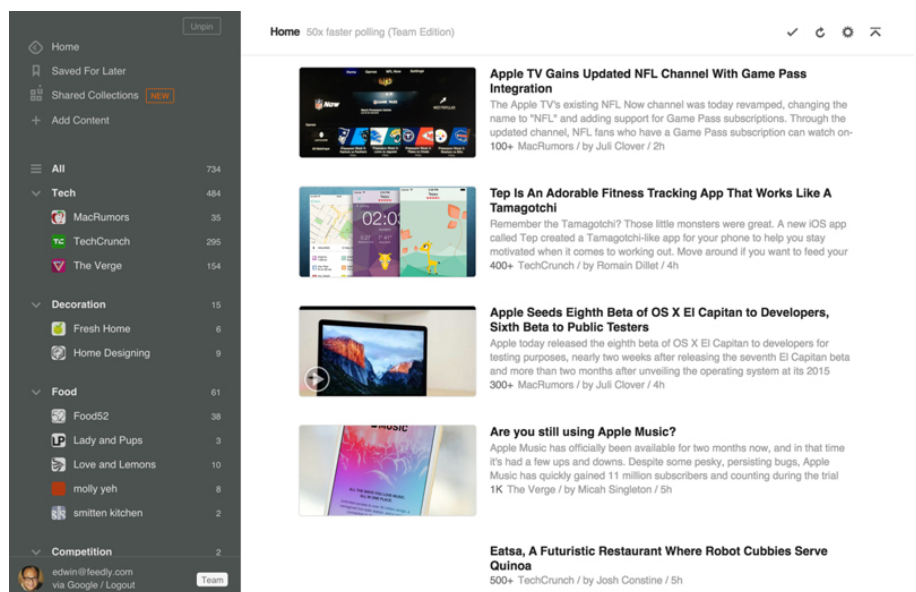 Unpin
Home
Saved For Later
Shared Collections NEW
Add Content
All 734
Tech 484
MacRumors 35
TechCrunch 295
The Verge 154
Decoration 15
Fresh Home 6
Home Designing 9
Food 61
Food52 38
Lady and Pups 3
Love and Lemons 10
molly yeh 8
smitten kitchen 2
Competition 2
edwin@feedly.com
via Google / Logout
Team
Home 50x faster polling (Team Edition)
Apple TV Gains Updated NFL Channel With Game Pass
Integration
The Apple TV's existing NFL Now channel was today revamped, changing the
name to "NFL" and adding support for Game Pass subscriptions. Through the
updated channel, NFL fans who have a Game Pass subscription can watch on-
100+ MacRumors / by Juli Clover / 2h
Tep Is An Adorable Fitness Tracking App That Works Like A
Tamagotchi
Remember the Tamagotchi? Those little monsters were great. A new iOS app
called Tep created a Tamagotchi-like app for your phone to help you stay
motivated when it comes to working out. Move around if you want to feed your
400+ TechCrunch / by Romain Dillet / 4h
Apple Seeds Eighth Beta of OS X El Capitan to Developers,
Sixth Beta to Public Testers
Apple today released the eighth beta of OS X El Capitan to developers for
testing purposes, nearly two weeks after releasing the seventh El Capitan beta
and more than two months after unveiling the operating system at its 2015
300+ MacRumors / by Juli Clover / 4h
Are you still using Apple Music?
Apple Music has officially been available for two months now, and in that time
it's had a few ups and downs. Despite some pesky, persisting bugs, Apple
Music has quickly gained 11 million subscribers and counting during the trial
1K The Verge / by Micah Singleton / 5h
Eatsa, A Futuristic Restaurant Where Robot Cubbies Serve
Quinoa
500+ TechCrunch / by Josh Constine / 5h